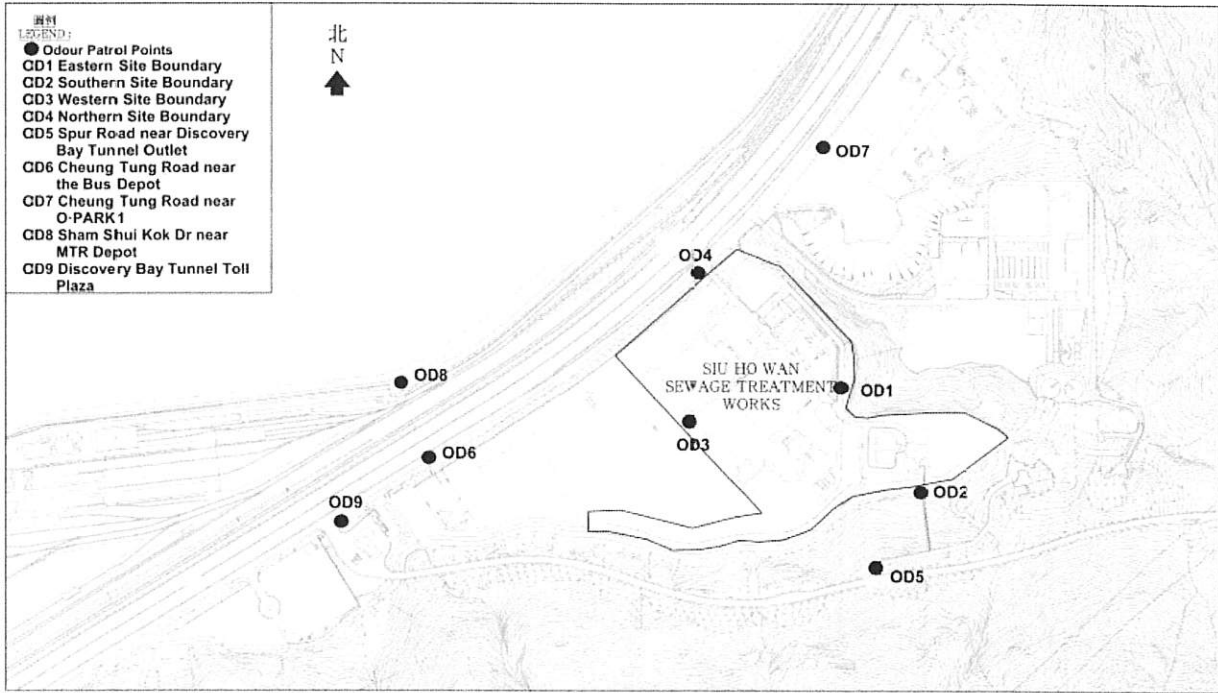 圖例
LEGEND:
Odour Patrol Points
OD1 Eastern Site Boundary
OD2 Southern Site Boundary
OD3 Western Site Boundary
OD4 Northern Site Boundary
OD5 Spur Road near Discovery
Bay Tunnel Outlet
OD6 Cheung Tung Road near
the Bus Depot
OD7 Cheung Tung Road near
O·PARK1
OD8 Sham Shui Kok Dr near
MTR Depot
OD9 Discovery Bay Tunnel Toll
Plaza
北
N
OD7
OD4
OD8
SIU HO WAN
SEWAGE TREATMENT
WORKS
OD1
OD3
OD6
OD2
OD9
OD5